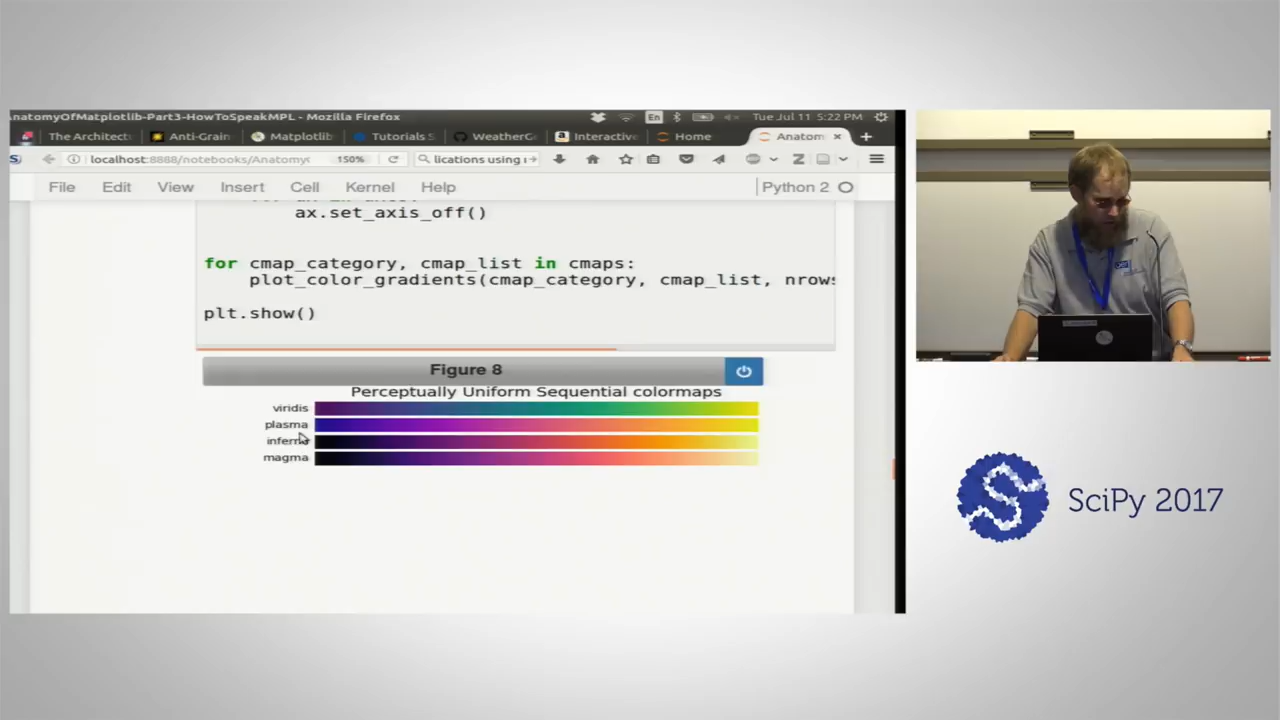 AnatomyOfMatplotlib-Part3-HowToSpeakMPL - Mozilla Firefox
En
Tue Jul 11 5:22 PM
The Architect
Anti-Grain
Matplotlib
Tutorials S
WeatherG
Interactive
Home
Anatom
localhost:8888/notebooks/Anatomy
150%
lications using
File Edit View Insert Cell Kernel Help
Python 2
ax.set_axis_off()
for cmap_category, cmap_list in cmaps:
plot_color_gradients(cmap_category, cmap_list, nrows
plt.show()
Figure 8
Perceptually Uniform Sequential colormaps
viridis
plasma
inferno
magma
SciPy 2017